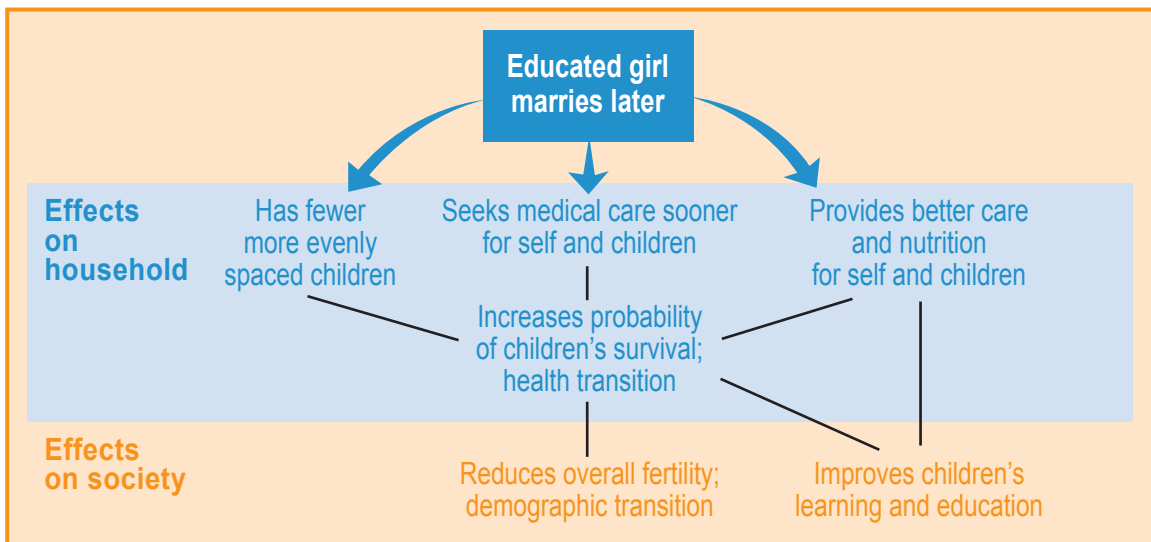 Educated girl
marries later
Effects
on
household
Has fewer
more evenly
spaced children
Seeks medical care sooner
for self and children
Provides better care
and nutrition
for self and children
Increases probability
of children’s survival;
health transition
Effects
on society
Reduces overall fertility;
demographic transition
Improves children’s
learning and education